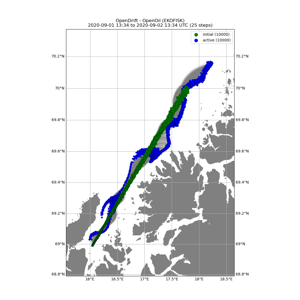 OpenDrift - OpenOil (EKOFISK)
2020-09-01 13:34 to 2020-09-02 13:34 UTC (25 steps)
initial (10000)
active (10000)
70.2°N
70.2°N
70°N
70°N
69.8°N
69.8°N
69.6°N
69.6°N
69.4°N
69.4°N
69.2°N
69.2°N
69°N
69°N
68.8°N
68.8°N
16°E
16.5°E
17°E
17.5°E
18°E
18.5°E